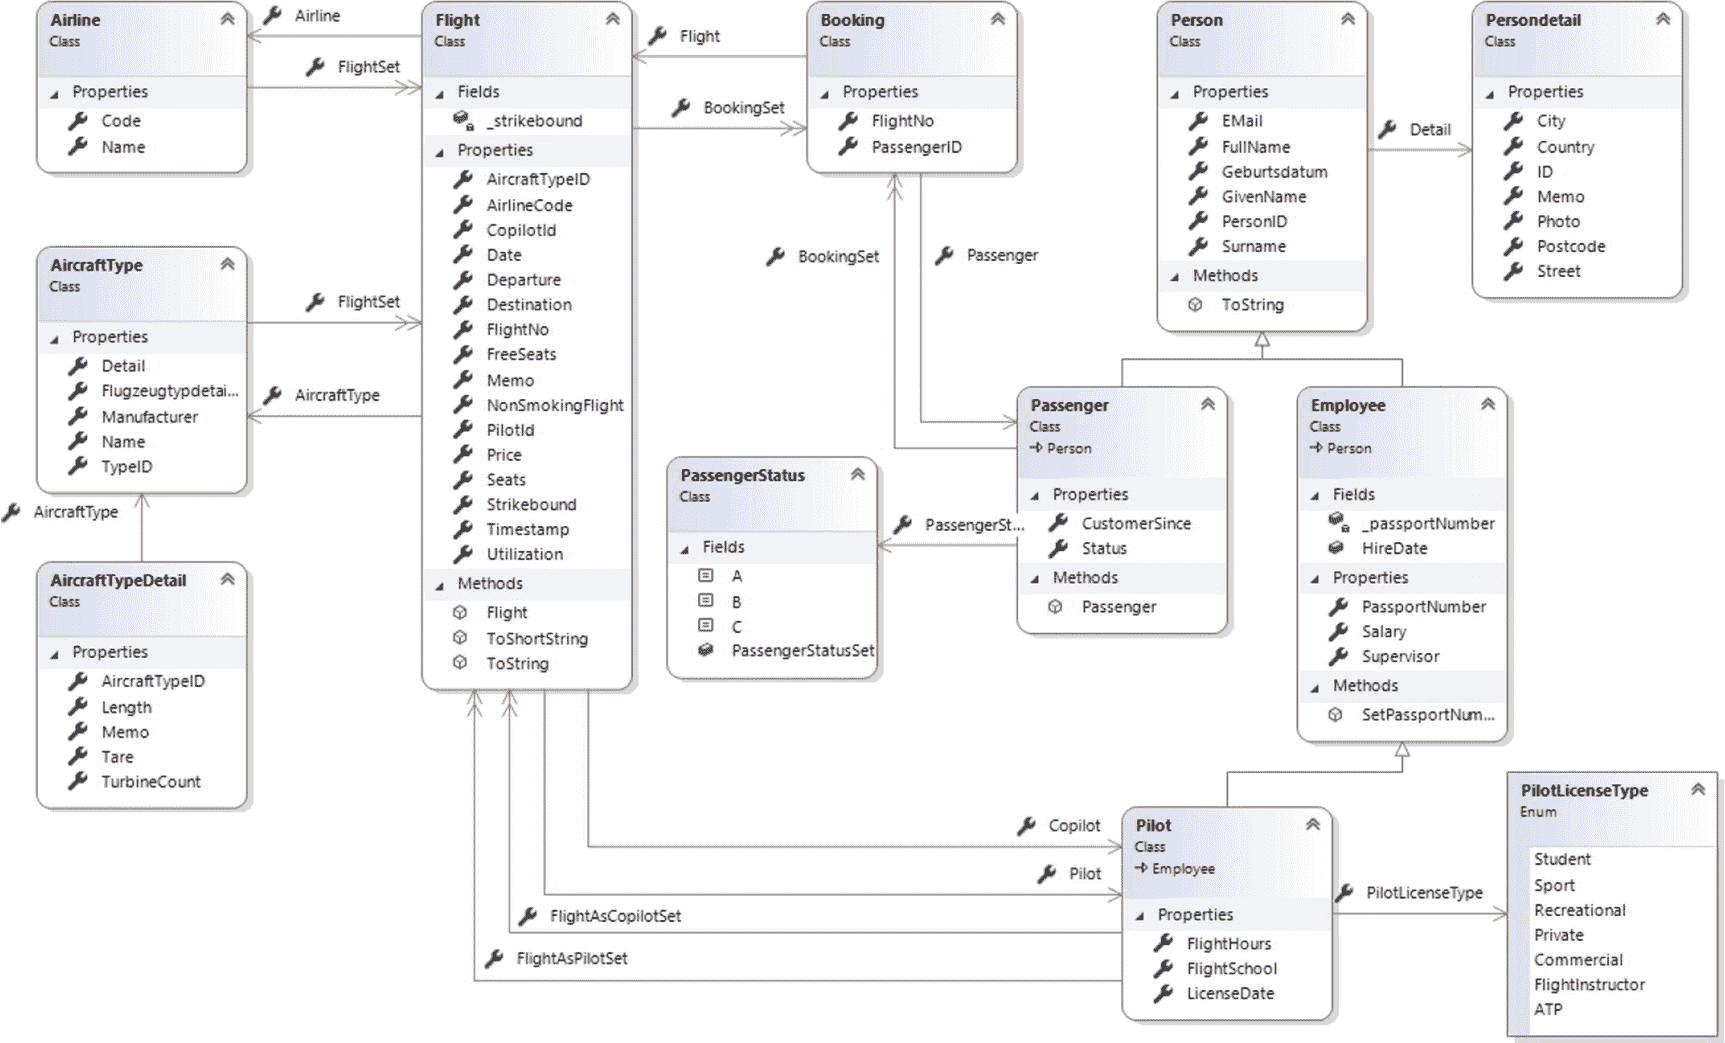 Airline
Class
Properties
Code
Name
Airline
FlightSet
Flight
Class
Fields
_strikebound
Properties
AircraftTypeID
AirlineCode
CopilotId
Date
Departure
Destination
FlightNo
FreeSeats
Memo
NonSmokingFlight
PilotId
Price
Seats
Strikebound
Timestamp
Utilization
Methods
Flight
ToShortString
ToString
Flight
BookingSet
Booking
Class
Properties
FlightNo
PassengerID
BookingSet
Passenger
Person
Class
Properties
EMail
FullName
Geburtsdatum
GivenName
PersonID
Surname
Methods
ToString
Detail
Persondetail
Class
Properties
City
Country
ID
Memo
Photo
Postcode
Street
AircraftType
Class
Properties
Detail
Flugzeugtypdetai...
Manufacturer
Name
TypeID
FlightSet
AircraftType
AircraftType
AircraftTypeDetail
Class
Properties
AircraftTypeID
Length
Memo
Tare
TurbineCount
PassengerStatus
Class
Fields
A
B
C
PassengerStatusSet
PassengerSt...
Passenger
Class
Person
Properties
CustomerSince
Status
Methods
Passenger
Employee
Class
Person
Fields
_passportNumber
HireDate
Properties
PassportNumber
Salary
Supervisor
Methods
SetPassportNum...
Copilot
Pilot
FlightAsCopilotSet
FlightAsPilotSet
Pilot
Class
Employee
Properties
FlightHours
FlightSchool
LicenseDate
PilotLicenseType
PilotLicenseType
Enum
Student
Sport
Recreational
Private
Commercial
FlightInstructor
ATP